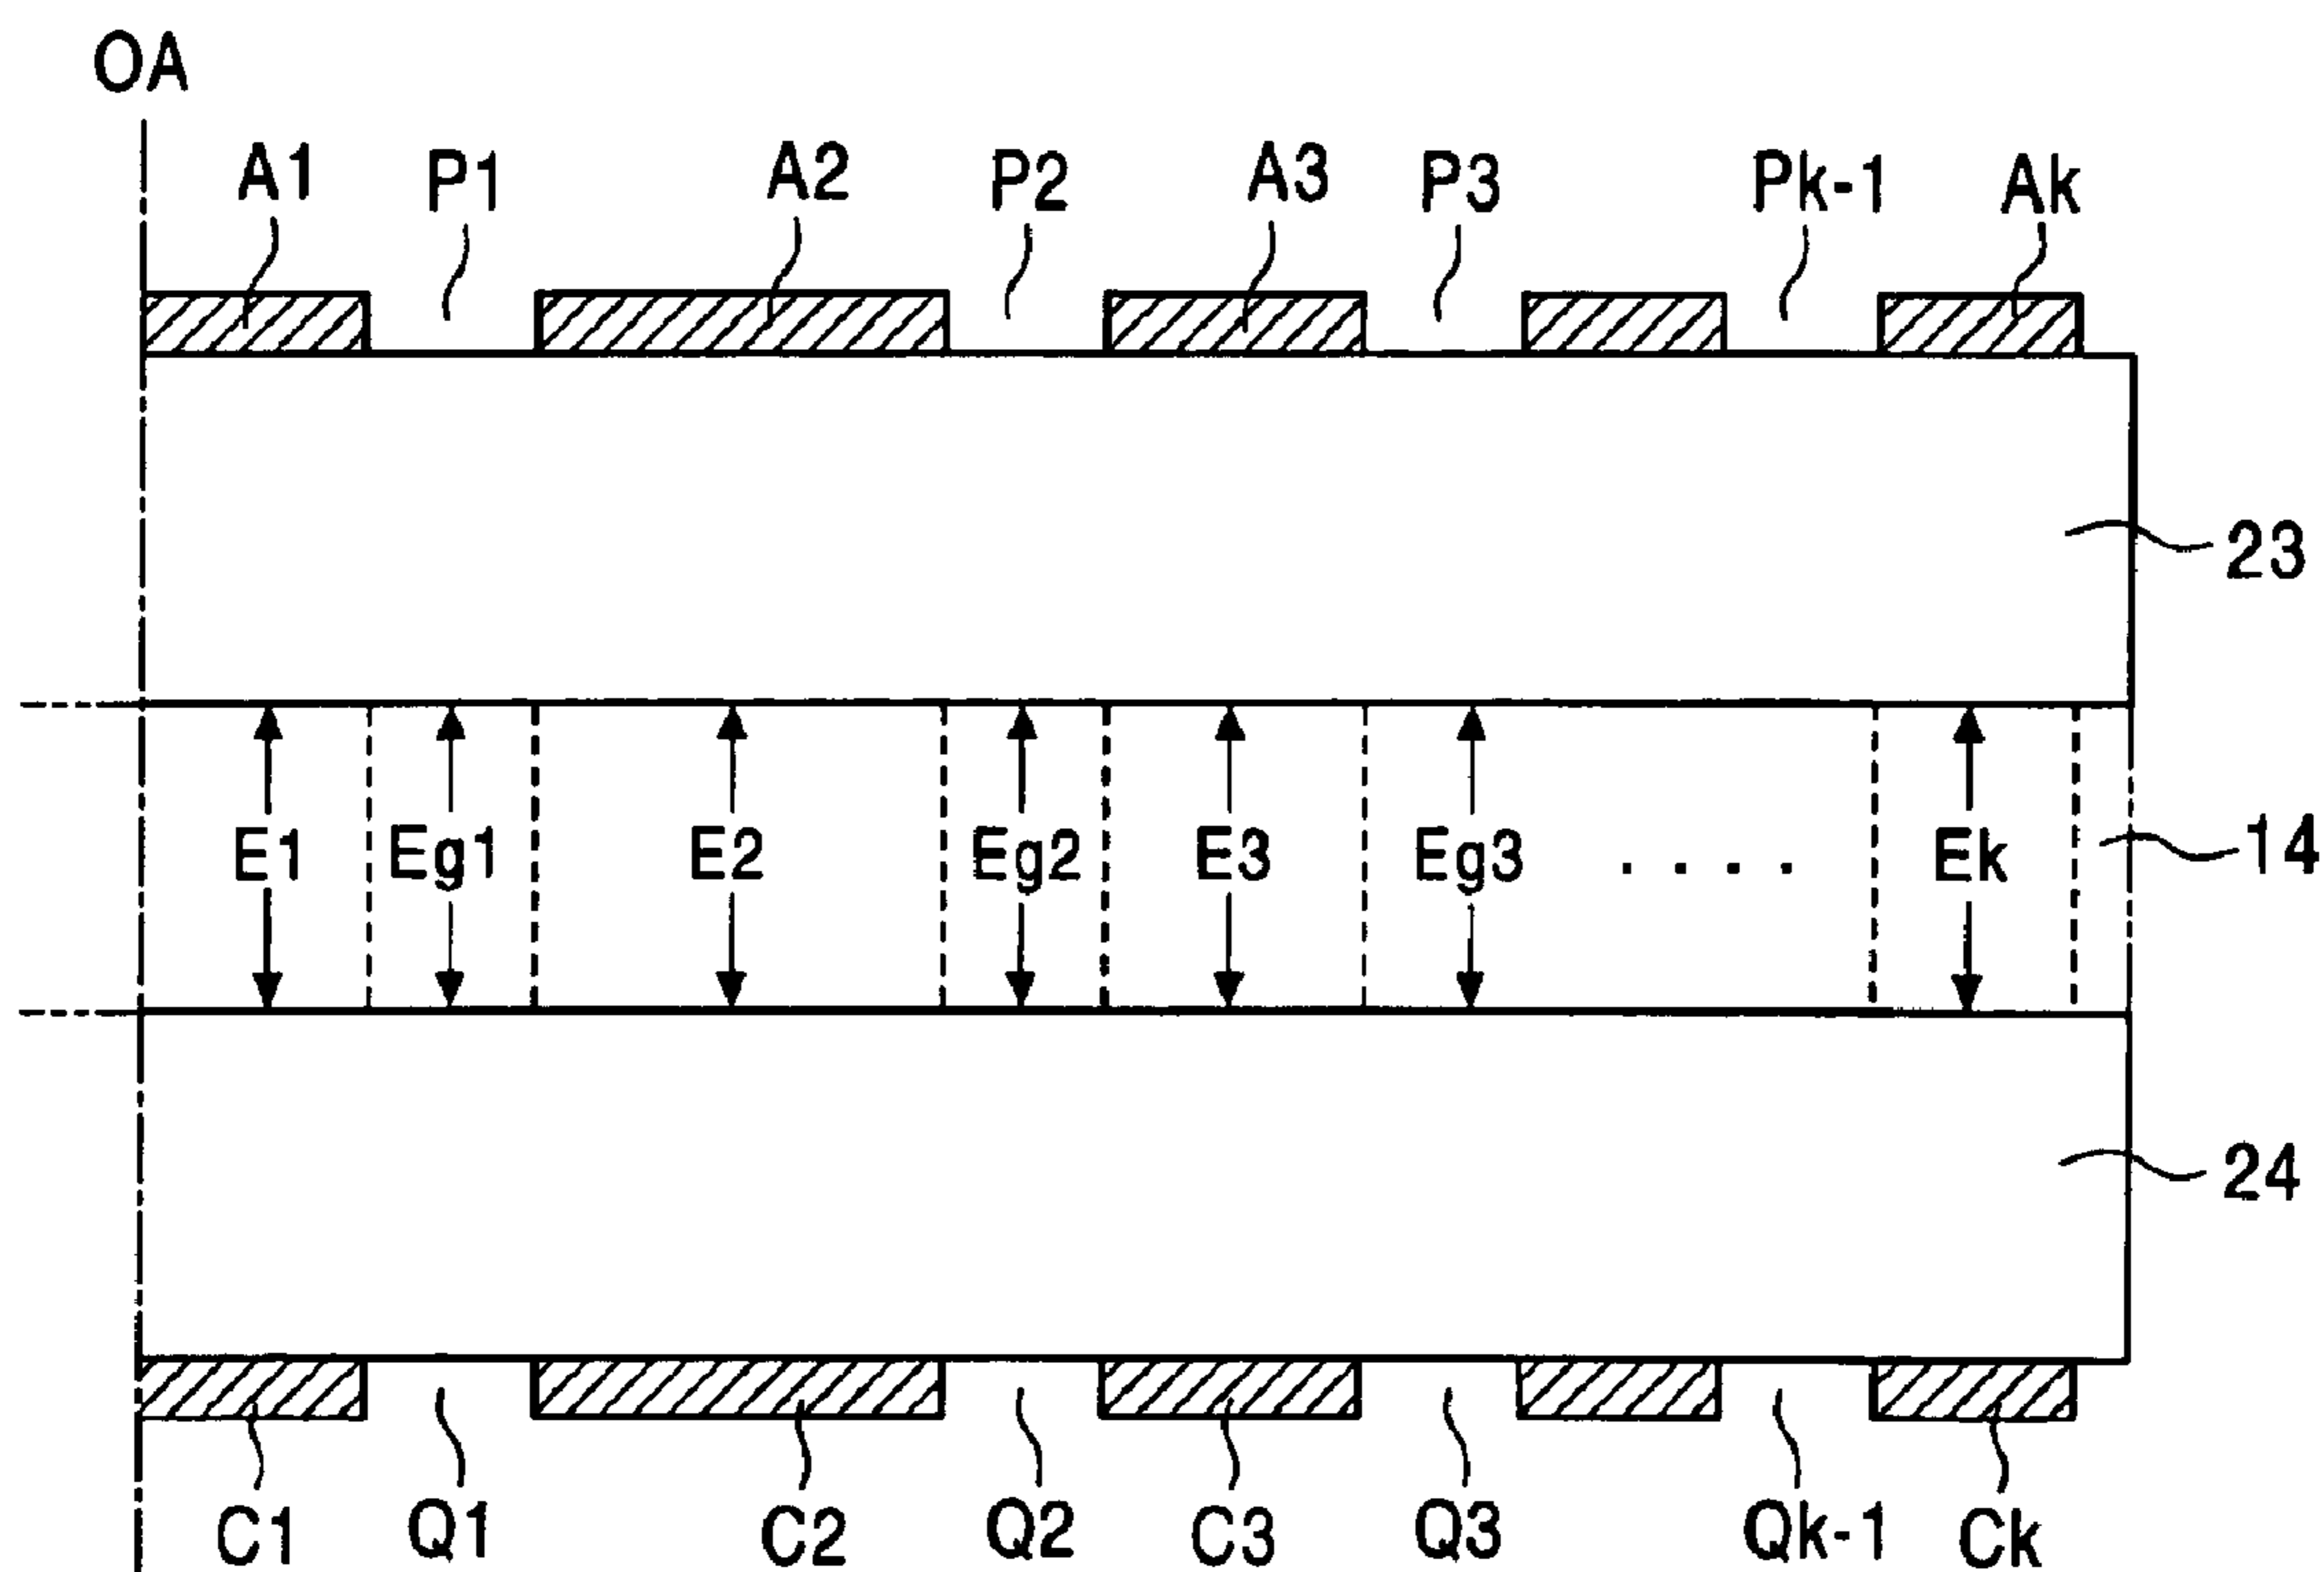 OA
A1 P1 A2 P2 A3 P3 Pk-1 Ak
23
E1 Eg1 E2 Eg2 E3 Eg3 .... Ek 14
24
C1 Q1 C2 Q2 C3 Q3 Qk-1 Ck